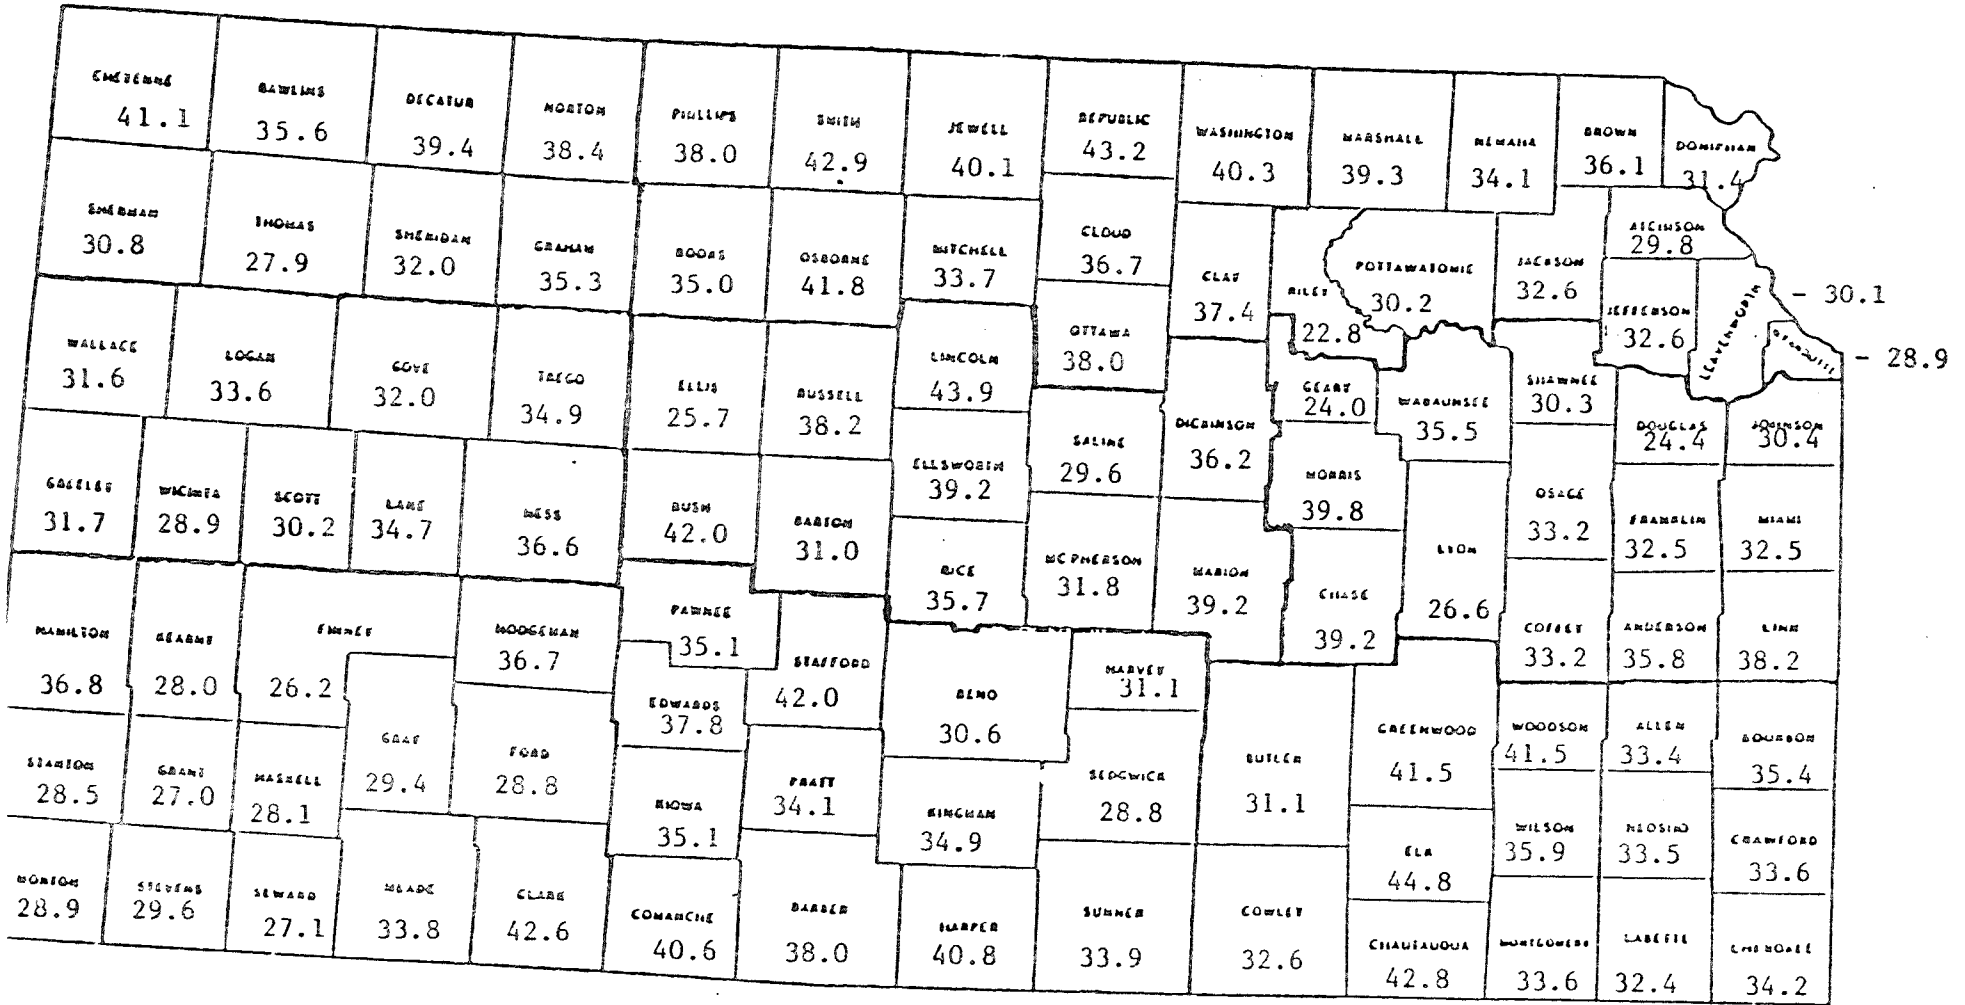 CHEYENNE
41.1
RAWLINS
35.6
DECATUR
39.4
NORTON
38.4
PHILLIPS
38.0
SMITH
42.9
JEWELL
40.1
REPUBLIC
43.2
WASHINGTON
40.3
MARSHALL
39.3
NEMAHA
34.1
BROWN
36.1
DONIPHAN
31.4
SHERMAN
30.8
THOMAS
27.9
SHERIDAN
32.0
GRAHAM
35.3
ROOKS
35.0
OSBORNE
41.8
MITCHELL
33.7
CLOUD
36.7
CLAY
37.4
RILEY
22.8
POTTAWATOMIE
30.2
JACKSON
32.6
ATCHISON
29.8
JEFFERSON
32.6
LEAVENWORTH
- 30.1
WYANDOTTE
- 28.9
WALLACE
31.6
LOGAN
33.6
GOVE
32.0
TREGO
34.9
ELLIS
25.7
RUSSELL
38.2
LINCOLN
43.9
OTTAWA
38.0
DICKINSON
36.2
GEARY
24.0
WABAUNSEE
35.5
SHAWNEE
30.3
DOUGLAS
24.4
JOHNSON
30.4
GREELEY
31.7
WICHITA
28.9
SCOTT
30.2
LANE
34.7
NESS
36.6
RUSH
42.0
BARTON
31.0
ELLSWORTH
39.2
SALINE
29.6
MORRIS
39.8
OSAGE
33.2
FRANKLIN
32.5
MIAMI
32.5
RICE
35.7
MC PHERSON
31.8
MARION
39.2
CHASE
39.2
LYON
26.6
COFFEY
33.2
ANDERSON
35.8
LINN
38.2
HAMILTON
36.8
KEARNY
28.0
FINNEY
26.2
HODGEMAN
36.7
PAWNEE
35.1
STAFFORD
42.0
EDWARDS
37.8
RENO
30.6
HARVEY
31.1
STANTON
28.5
GRANT
27.0
HASKELL
28.1
GRAY
29.4
FORD
28.8
KIOWA
35.1
PRATT
34.1
KINGMAN
34.9
SEDGWICK
28.8
BUTLER
31.1
GREENWOOD
41.5
WOODSON
41.5
ALLEN
33.4
BOURBON
35.4
ELK
44.8
WILSON
35.9
NEOSHO
33.5
CRAWFORD
33.6
MORTON
28.9
STEVENS
29.6
SEWARD
27.1
MEADE
33.8
CLARK
42.6
COMANCHE
40.6
BARBER
38.0
HARPER
40.8
SUMNER
33.9
COWLEY
32.6
CHAUTAUQUA
42.8
MONTGOMERY
33.6
LABETTE
32.4
CHEROKEE
34.2